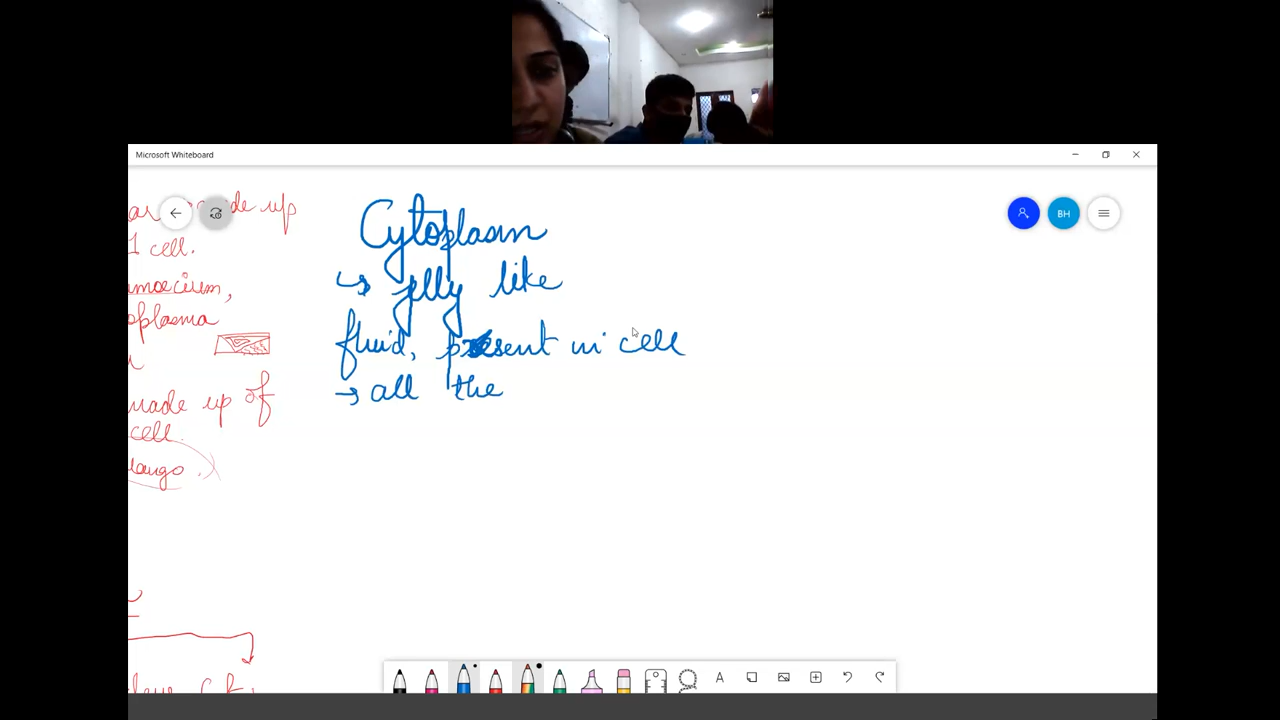 Microsoft Whiteboard
BH
made up
1 cell.
made up of
cell.
Cytoplasm
↳ jelly like
fluid, present in cell
→ all the
A